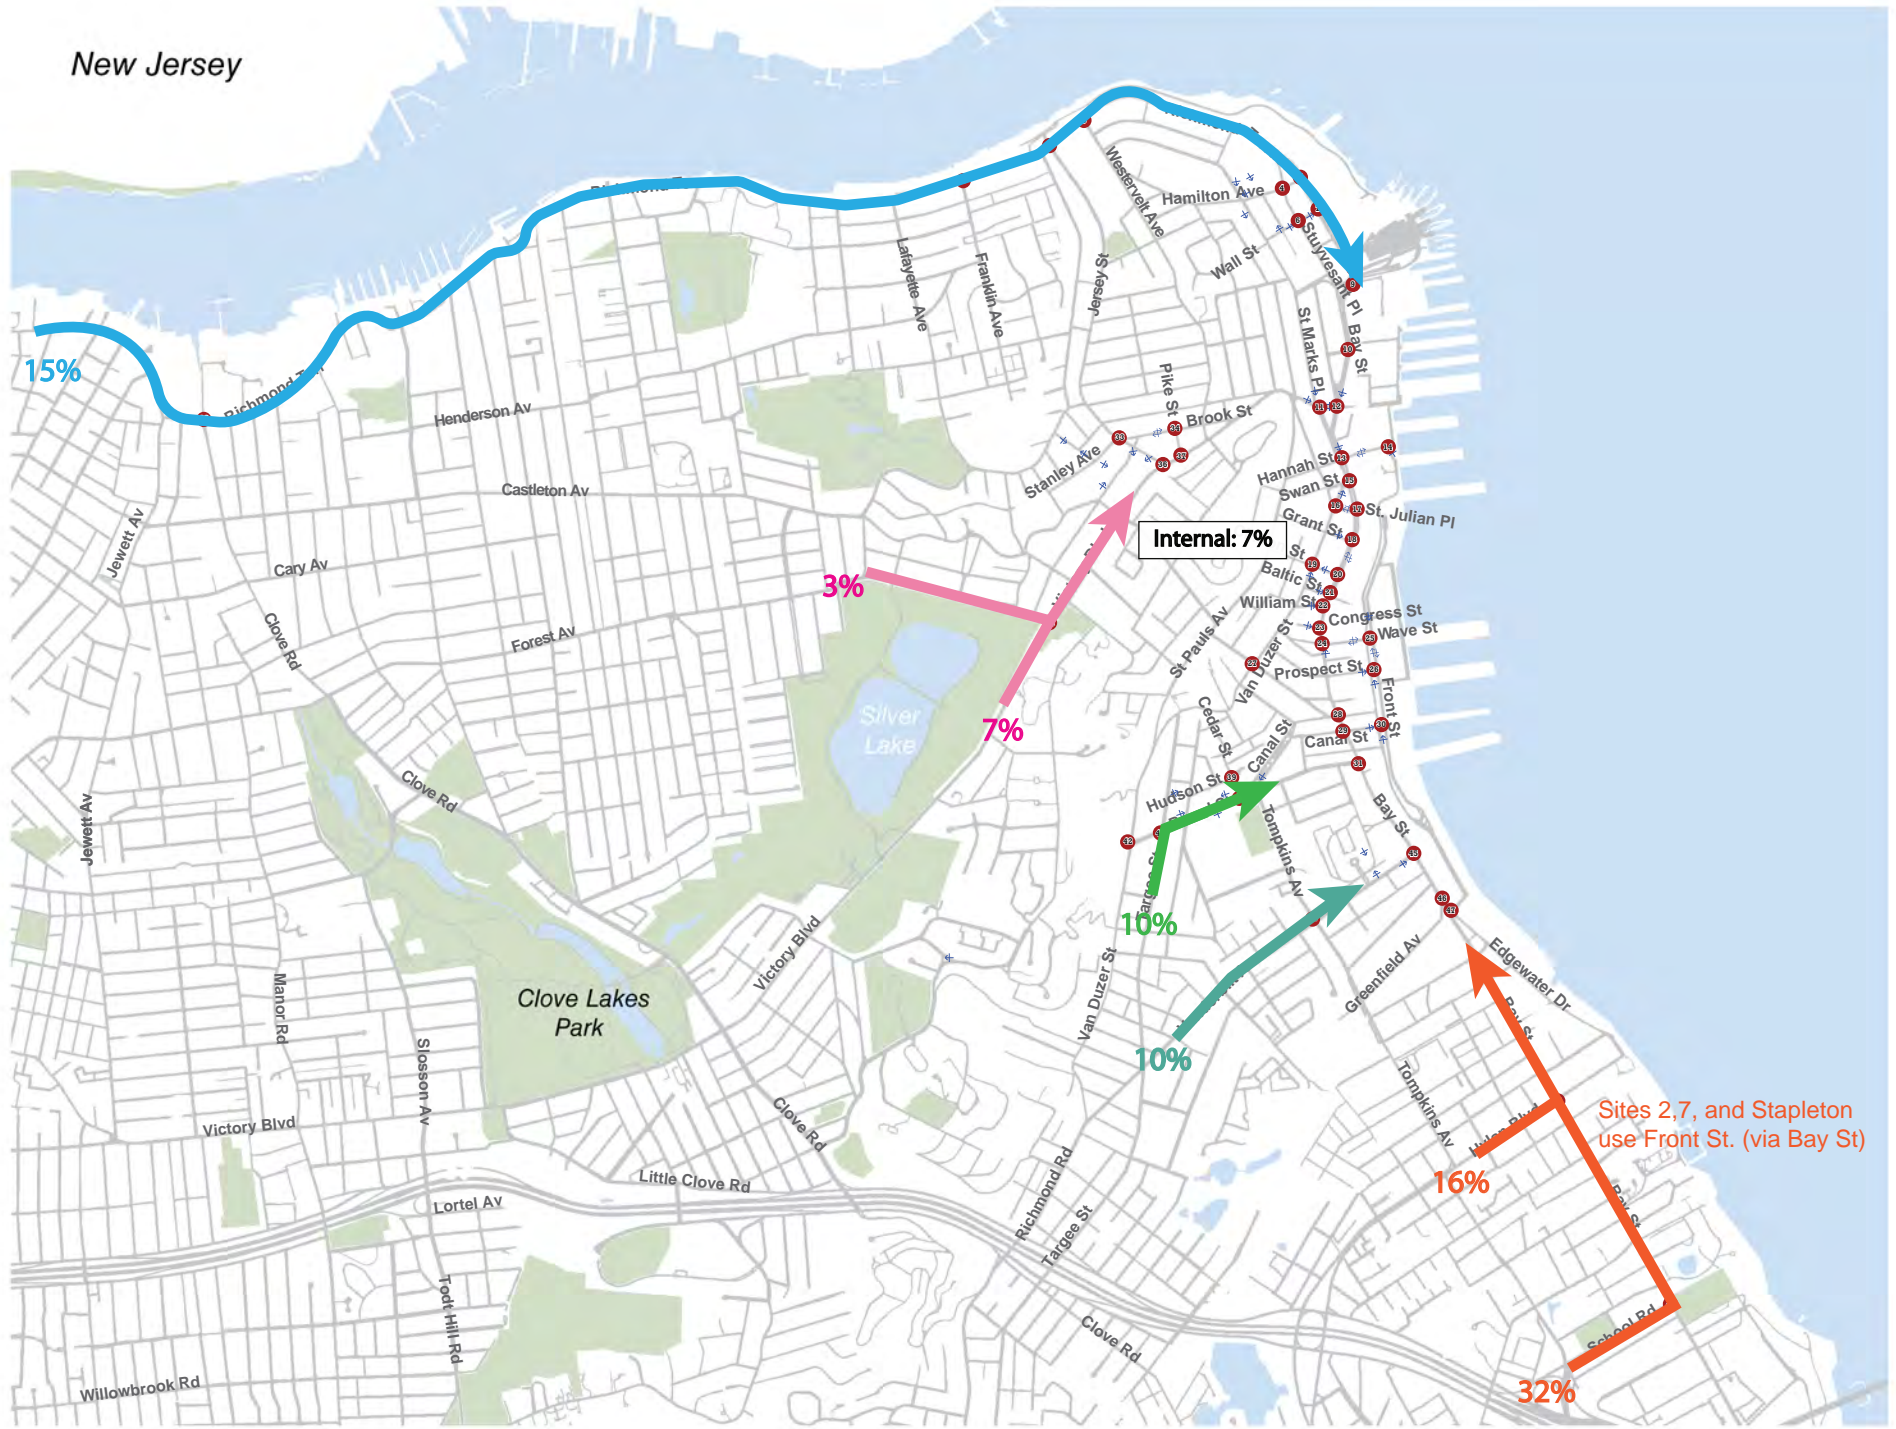 New Jersey
Westervelt Ave
Hamilton Ave
Wall St
Stuyvesant Pl
Lafayette Ave
Franklin Ave
Jersey St
St Marks Pl
Bay St
15%
Henderson Av
Pike St
Brook St
Stanley Ave
Hannah St
Swan St
St. Julian Pl
Grant St
Castleton Av
Jewett Av
Internal: 7%
Cary Av
3%
St
Baltic St
William St
Congress St
Wave St
Clove Rd
Forest Av
St Pauls Av
Van Duzer St
Prospect St
Front St
Silver
Lake
7%
Cedar St
Canal St
Canal St
Clove Rd
Jewett Av
Hudson St
Bay St
Tompkins Av
10%
Victory Blvd
Manor Rd
Clove Lakes
Park
Van Duzer St
Greenfield Av
Edgewater Dr
10%
Slosson Av
Tompkins Av
Victory Blvd
Clove Rd
Sites 2,7, and Stapleton
use Front St. (via Bay St)
16%
Little Clove Rd
Lortel Av
Richmond Rd
Targee St
Todt Hill Rd
Clove Rd
School Rd
Willowbrook Rd
32%